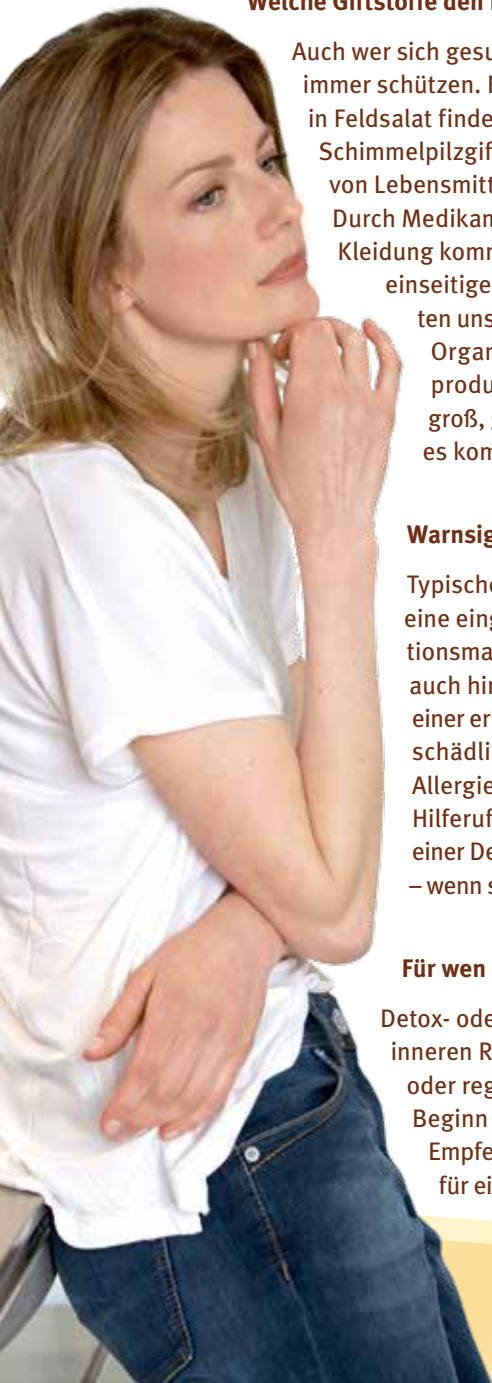 Welche Giftstoffe den
Auch wer sich gesu
immer schützen.
in Feldsalat finde
Schimmelpilzgif
von Lebensmitt
Durch Medikam
Kleidung komm
einseitige
ten uns
Organ
produ
groß,
es kom
Warnsig
Typische
eine eing
tionsma
auch hin
einer er
schädli
Allergie
Hilferuf
einer De
– wenn s
Für wen
Detox- ode
inneren R
oder reg
Beginn
Empfe
für ei